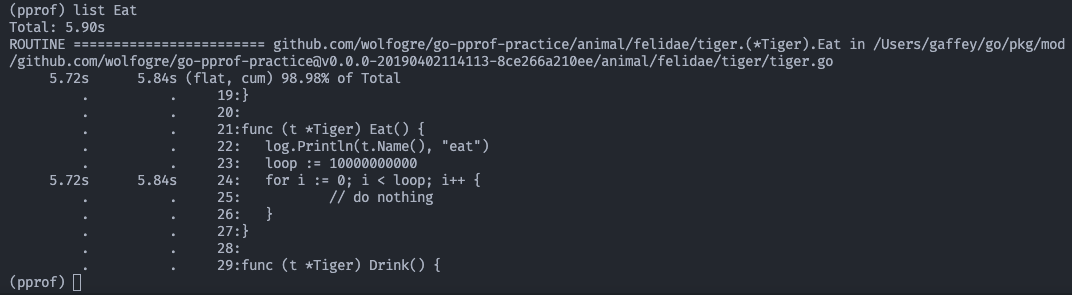 (pprof) list Eat
Total: 5.90s
ROUTINE ======================== github.com/wolfogre/go-pprof-practice/animal/felidae/tiger.(*Tiger).Eat in /Users/gaffey/go/pkg/mod
/github.com/wolfogre/go-pprof-practice@v0.0.0-20190402114113-8ce266a210ee/animal/felidae/tiger/tiger.go
     5.72s      5.84s (flat, cum) 98.98% of Total
         .          .     19:}
         .          .     20:
         .          .     21:func (t *Tiger) Eat() {
         .          .     22:   log.Println(t.Name(), "eat")
         .          .     23:   loop := 10000000000
     5.72s      5.84s     24:   for i := 0; i < loop; i++ {
         .          .     25:           // do nothing
         .          .     26:   }
         .          .     27:}
         .          .     28:
         .          .     29:func (t *Tiger) Drink() {
(pprof)